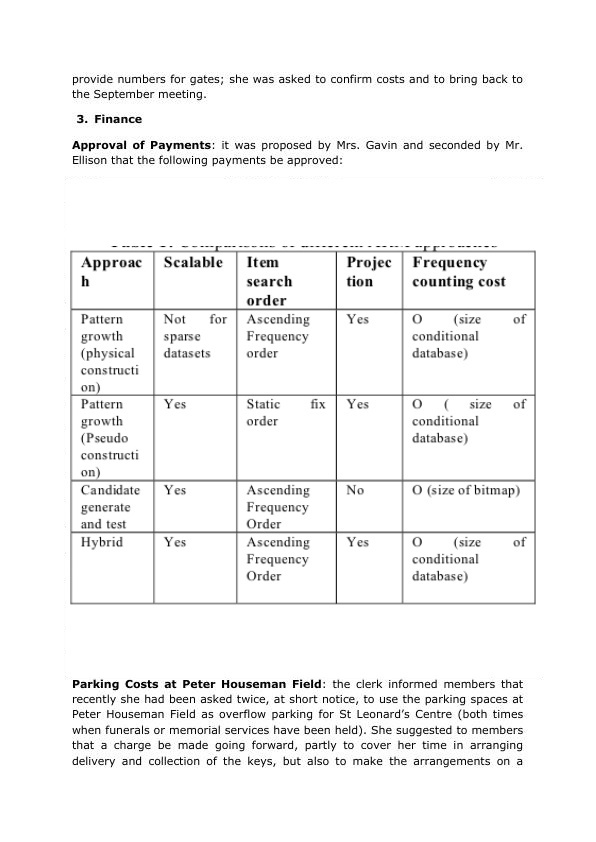 provide numbers for gates; she was asked to confirm costs and to bring back to
the September meeting.
3. Finance
Approval of Payments: it was proposed by Mrs. Gavin and seconded by Mr.
Ellison that the following payments be approved:
Approac Scalable Item Projec Frequency
h search tion counting cost
order
Pattern Not for Ascending Yes O (size of
growth sparse Frequency conditional
(physical datasets order database)
constructi
on)
Pattern Yes Static fix Yes O ( size of
growth order conditional
(Pseudo database)
constructi
on)
Candidate Yes Ascending No O (size of bitmap)
generate Frequency
and test Order
Hybrid Yes Ascending Yes O (size of
Frequency conditional
Order database)
Parking Costs at Peter Houseman Field: the clerk informed members that
recently she had been asked twice, at short notice, to use the parking spaces at
Peter Houseman Field as overflow parking for St Leonard’s Centre (both times
when funerals or memorial services have been held). She suggested to members
that a charge be made going forward, partly to cover her time in arranging
delivery and collection of the keys, but also to make the arrangements on a